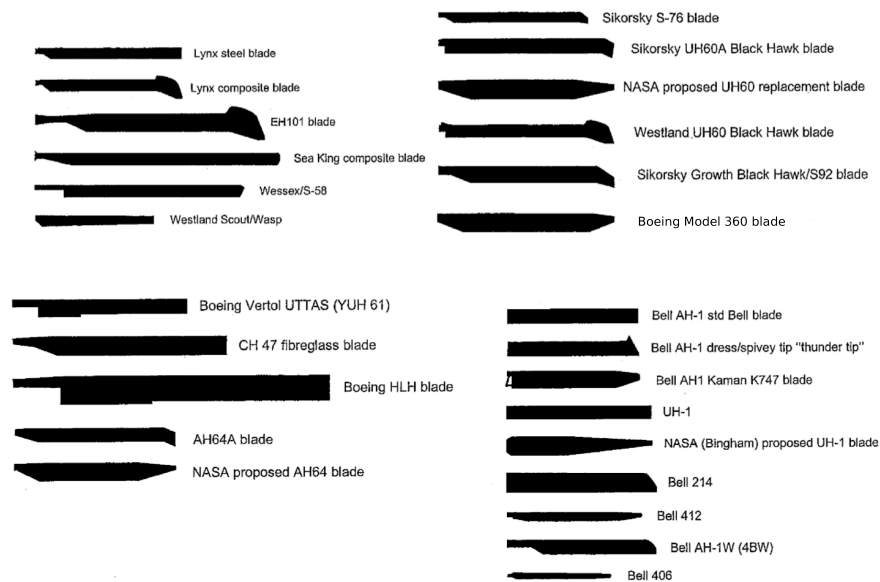 Lynx steel blade
Lynx composite blade
EH101 blade
Sea King composite blade
Wessex/S-58
Westland Scout/Wasp
Sikorsky S-76 blade
Sikorsky UH60A Black Hawk blade
NASA proposed UH60 replacement blade
Westland UH60 Black Hawk blade
Sikorsky Growth Black Hawk/S92 blade
Boeing Model 360 blade
Boeing Vertol UTTAS (YUH 61)
CH 47 fibreglass blade
Boeing HLH blade
AH64A blade
NASA proposed AH64 blade
Bell AH-1 std Bell blade
Bell AH-1 dress/spivey tip "thunder tip"
Bell AH1 Kaman K747 blade
UH-1
NASA (Bingham) proposed UH-1 blade
Bell 214
Bell 412
Bell AH-1W (4BW)
Bell 406